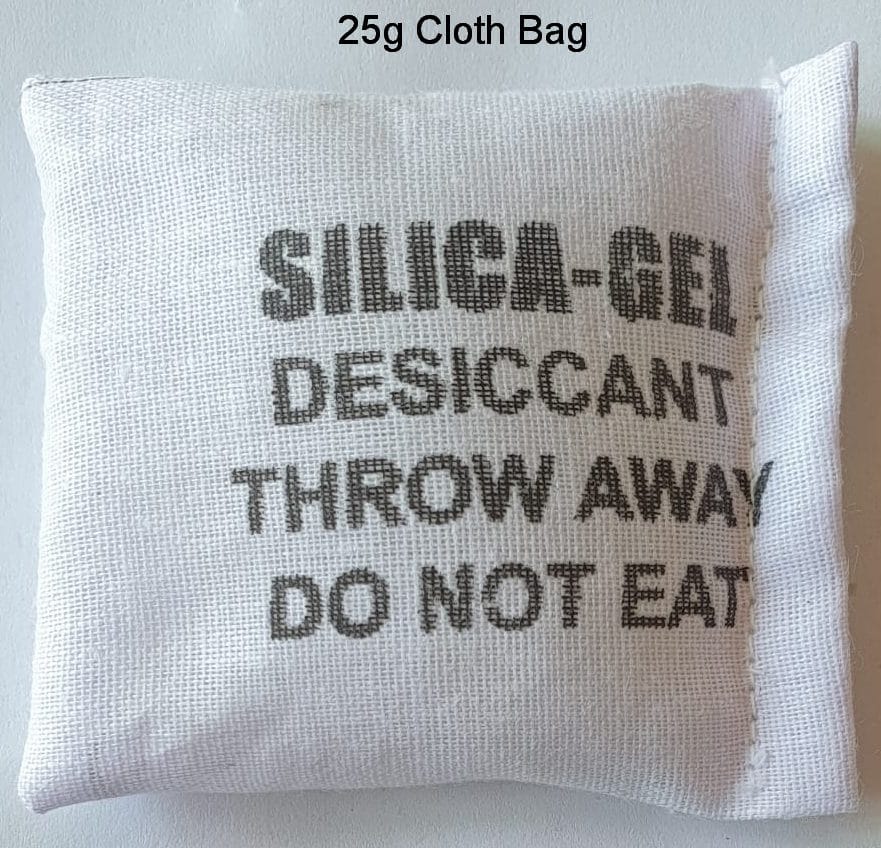 25g Cloth Bag
SILICA-GEL
DESICCANT
THROW AWAY
DO NOT EAT